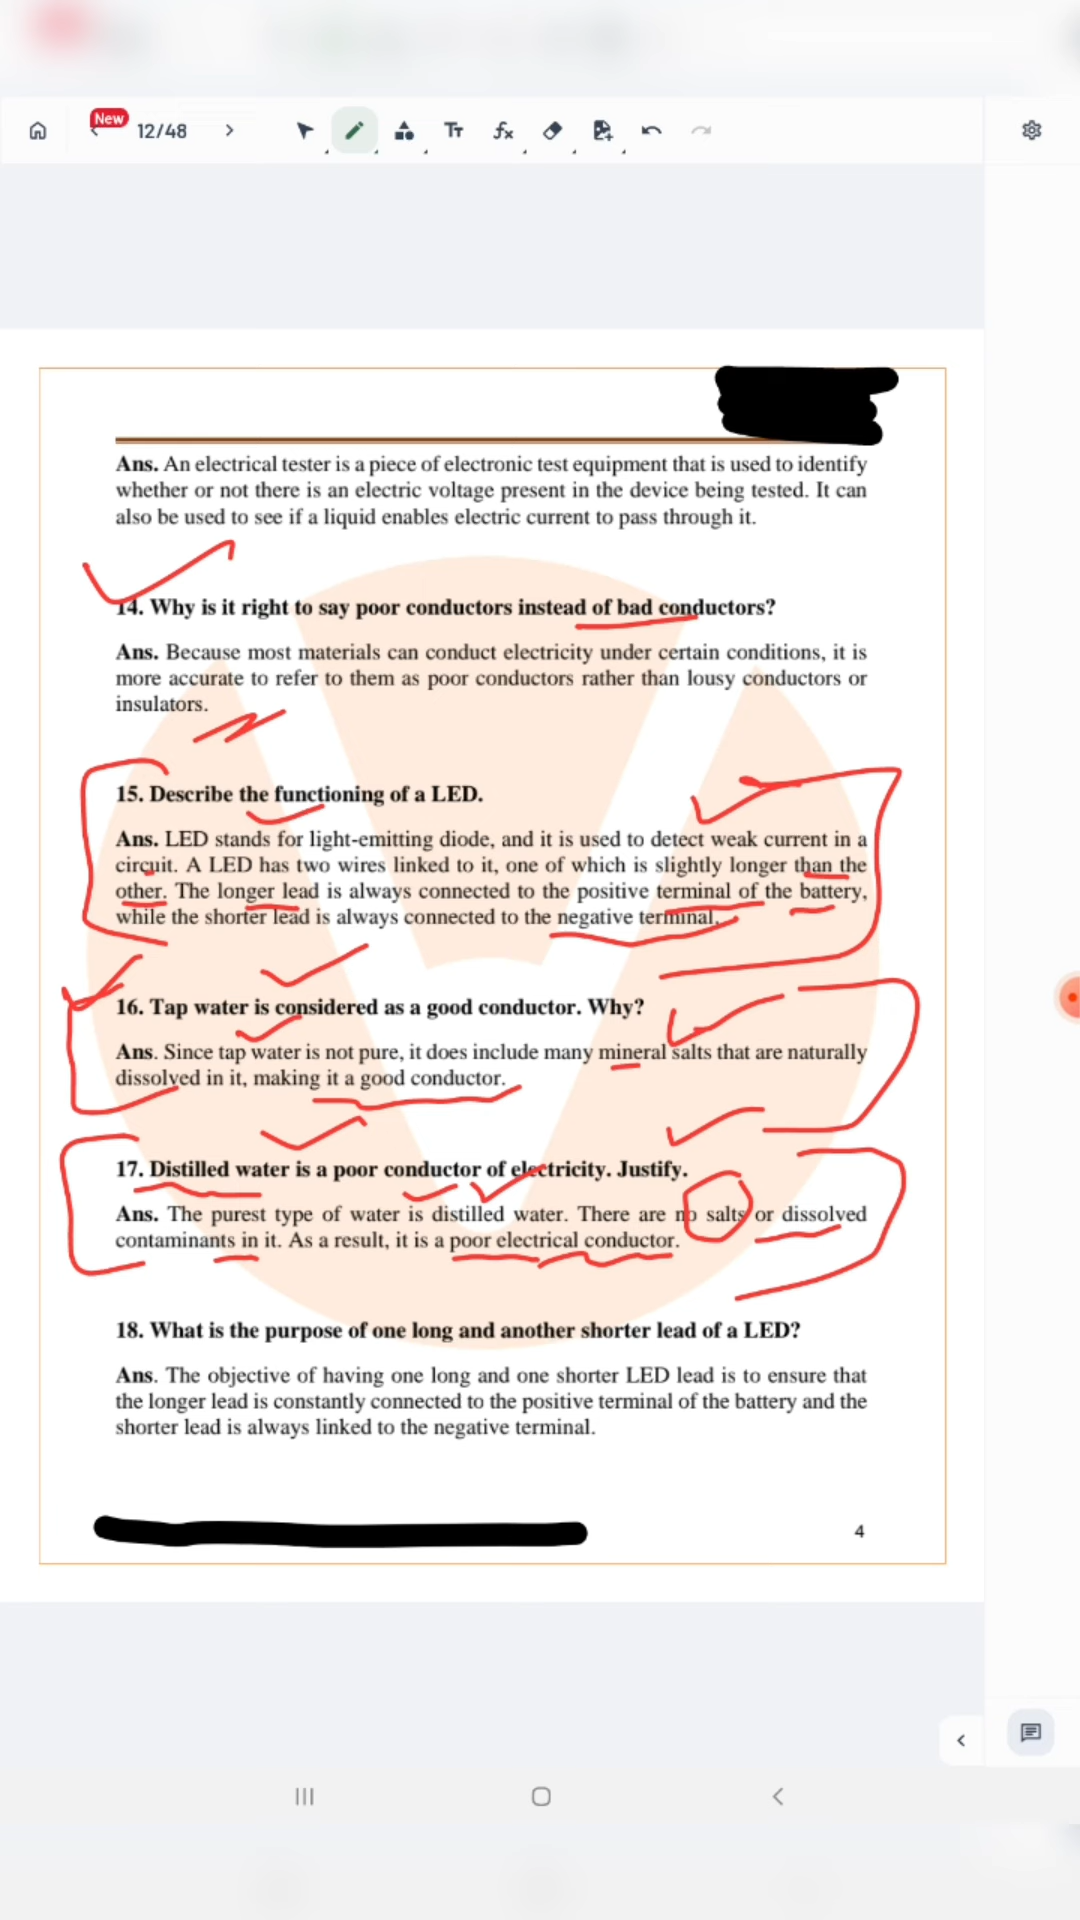 New
12/48
Tт
fx
Ans. An electrical tester is a piece of electronic test equipment that is used to identify
whether or not there is an electric voltage present in the device being tested. It can
also be used to see if a liquid enables electric current to pass through it.
14. Why is it right to say poor conductors instead of bad conductors?
Ans. Because most materials can conduct electricity under certain conditions, it is
more accurate to refer to them as poor conductors rather than lousy conductors or
insulators.
15. Describe the functioning of a LED.
Ans. LED stands for light-emitting diode, and it is used to detect weak current in a
circuit. A LED has two wires linked to it, one of which is slightly longer than the
other. The longer lead is always connected to the positive terminal of the battery,
while the shorter lead is always connected to the negative terminal.
16. Tap water is considered as a good conductor. Why?
Ans. Since tap water is not pure, it does include many mineral salts that are naturally
dissolved in it, making it a good conductor.
17. Distilled water is a poor conductor of electricity. Justify.
Ans. The purest type of water is distilled water. There are no salts or dissolved
contaminants in it. As a result, it is a poor electrical conductor.
18. What is the purpose of one long and another shorter lead of a LED?
Ans. The objective of having one long and one shorter LED lead is to ensure that
the longer lead is constantly connected to the positive terminal of the battery and the
shorter lead is always linked to the negative terminal.
4